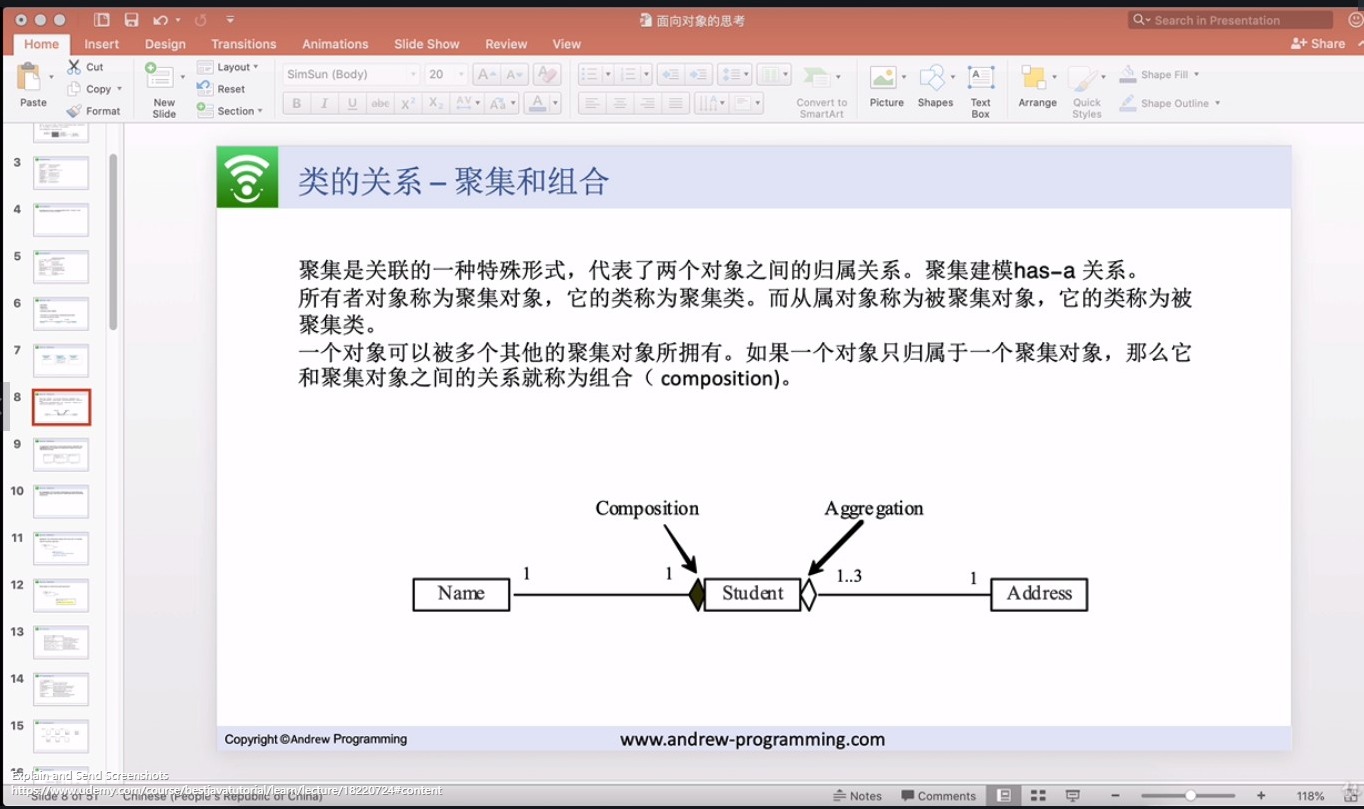 面向对象的思考
Search in Presentation
Home Insert Design Transitions Animations Slide Show Review View
Share
Paste
Cut
Copy
Format
New Slide
Layout
Reset
Section
SimSun (Body) 20
B I U abc X² X₂ AV Aa A
Convert to SmartArt
Picture
Shapes
Text Box
Arrange
Quick Styles
Shape Fill
Shape Outline
3
4
5
6
7
8
9
10
11
12
13
14
15
16
类的关系 – 聚集和组合
聚集是关联的一种特殊形式，代表了两个对象之间的归属关系。聚集建模has-a 关系。
所有者对象称为聚集对象，它的类称为聚集类。而从属对象称为被聚集对象，它的类称为被
聚集类。
一个对象可以被多个其他的聚集对象所拥有。如果一个对象只归属于一个聚集对象，那么它
和聚集对象之间的关系就称为组合（ composition)。
Composition Aggregation
1 1 1..3 1
Name Student Address
Copyright ©Andrew Programming
www.andrew-programming.com
Explain and Send Screenshots
https://www.udemy.com/course/bestjavatutorial/learn/lecture/18220724#content
Slide 8 of 51 Chinese (People's Republic of China)
Notes Comments 118%